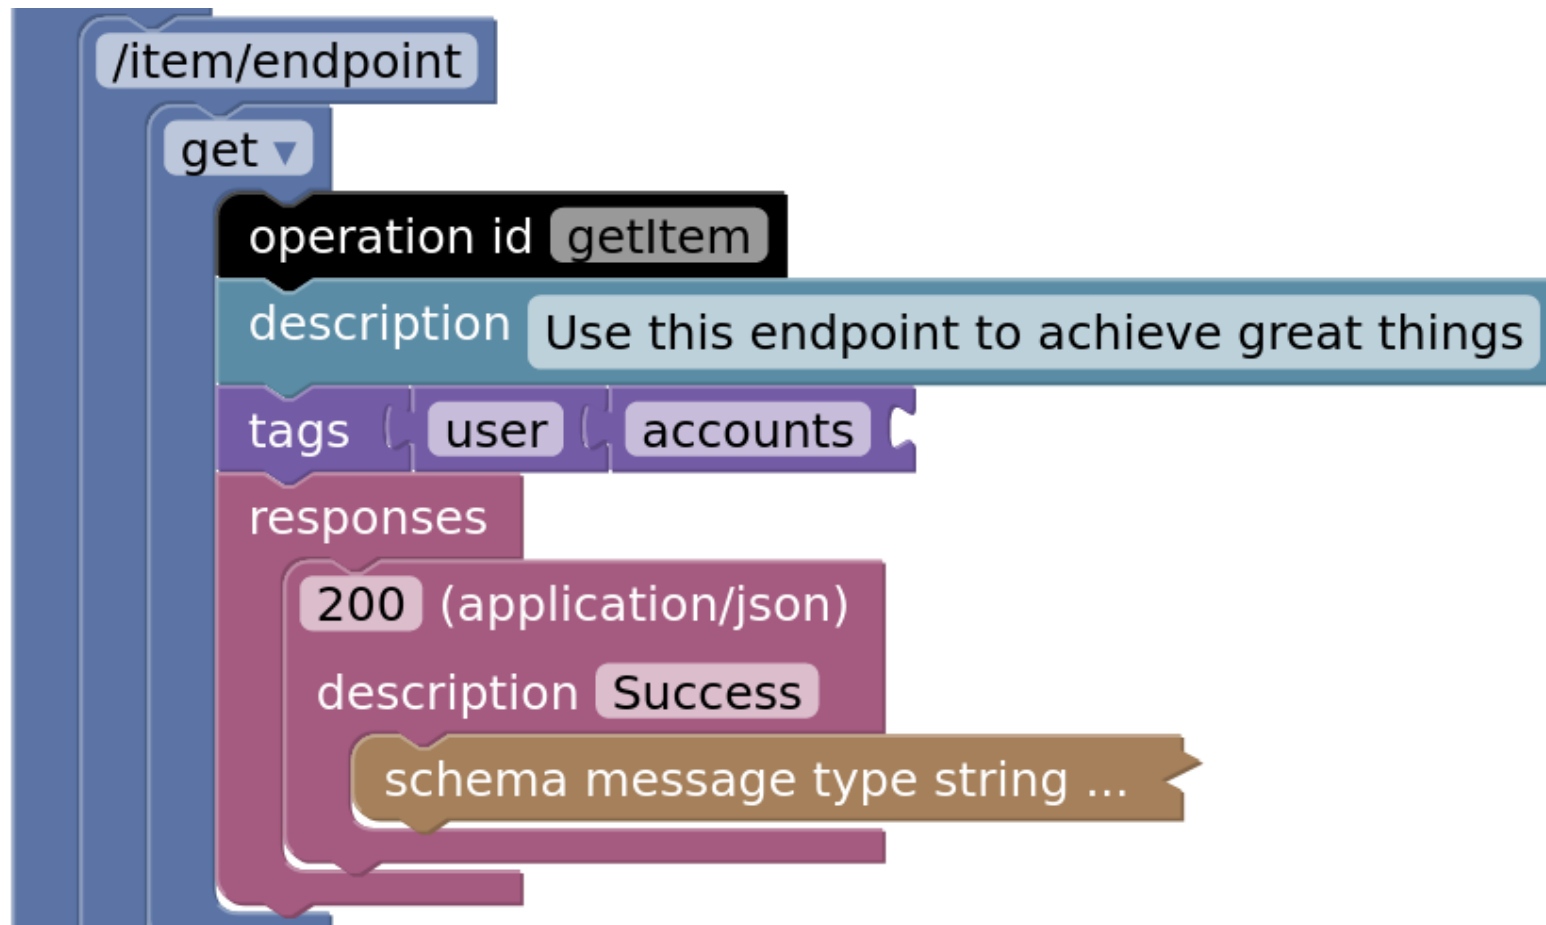 /item/endpoint
get ▾
operation id getItem
description Use this endpoint to achieve great things
tags user accounts
responses
200 (application/json)
description Success
schema message type string ...